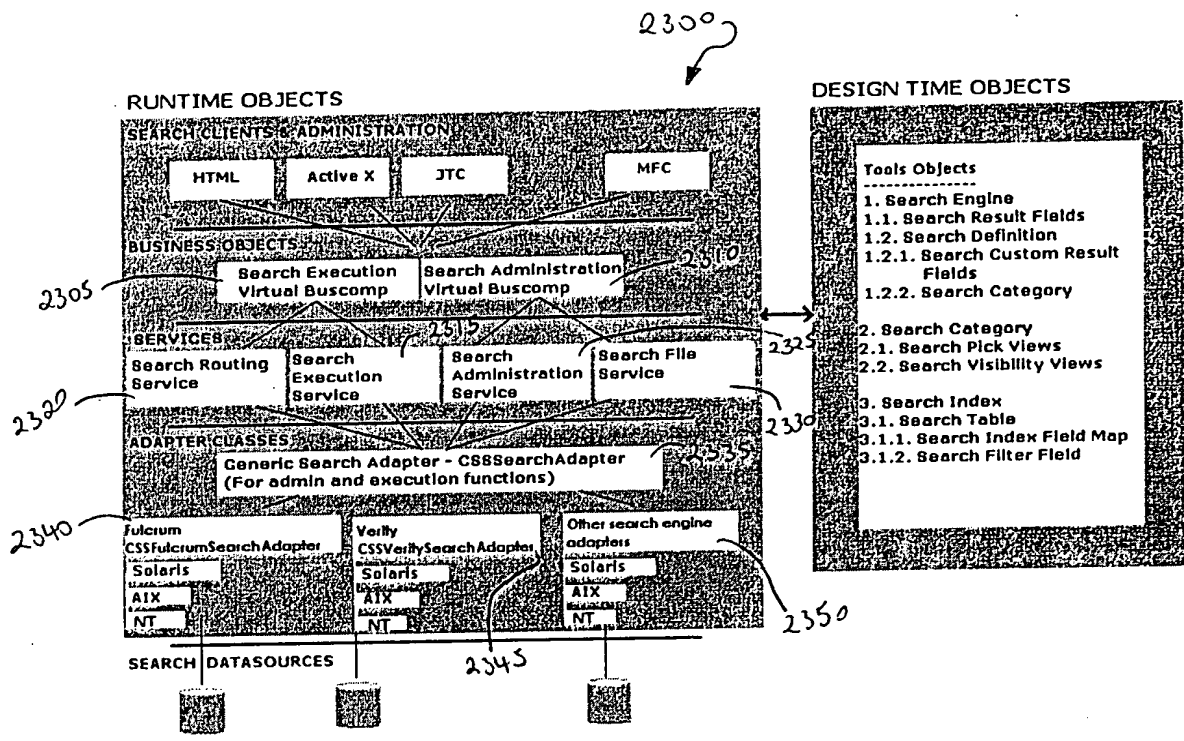 2300
RUNTIME OBJECTS
DESIGN TIME OBJECTS
SEARCH CLIENTS & ADMINISTRATION
HTML
Active X
JTC
MFC
BUSINESS OBJECTS
2305
Search Execution
Virtual Buscomp
Search Administration
Virtual Buscomp
2310
SERVICES
2315
2325
2320
Search Routing
Service
Search
Execution
Service
Search
Administration
Service
Search File
Service
2330
ADAPTER CLASSES
2335
Generic Search Adapter - CSSSearchAdapter
(For admin and execution functions)
2340
Fulcrum
CSSFulcrumSearchAdapter
Solaris
AIX
NT
Verity
CSSVeritySearchAdapter
Solaris
AIX
NT
2345
Other search engine
adapters
Solaris
AIX
NT
2350
SEARCH DATASOURCES
Tools Objects
----------------
1. Search Engine
1.1. Search Result Fields
1.2. Search Definition
1.2.1. Search Custom Result
Fields
1.2.2. Search Category
2. Search Category
2.1. Search Pick Views
2.2. Search Visibility Views
3. Search Index
3.1. Search Table
3.1.1. Search Index Field Map
3.1.2. Search Filter Field